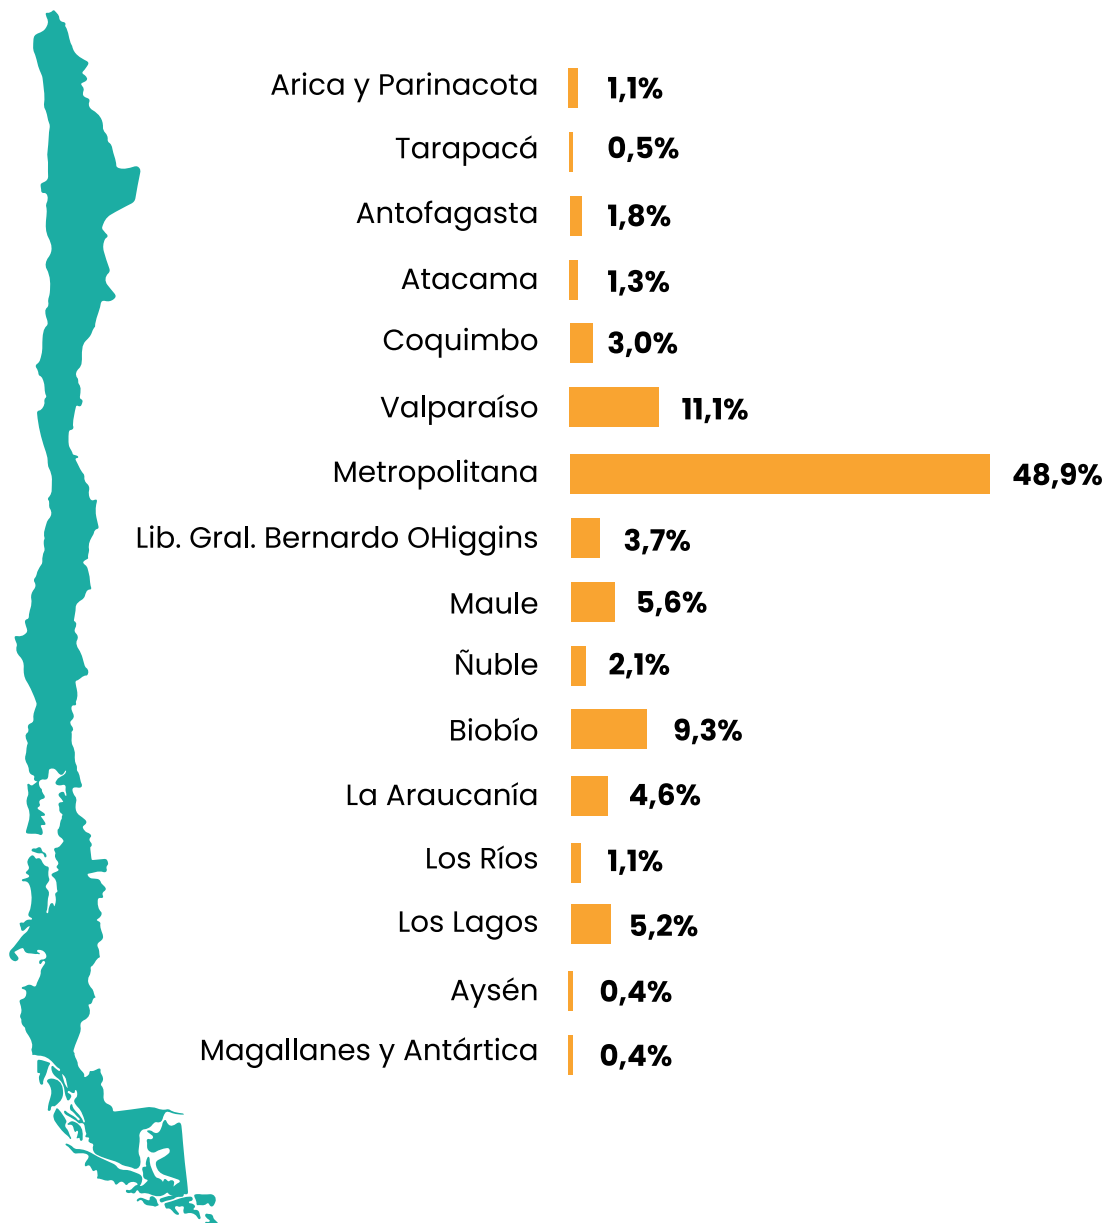 Arica y Parinacota 1,1%
Tarapacá 0,5%
Antofagasta 1,8%
Atacama 1,3%
Coquimbo 3,0%
Valparaíso 11,1%
Metropolitana 48,9%
Lib. Gral. Bernardo OHiggins 3,7%
Maule 5,6%
Ñuble 2,1%
Biobío 9,3%
La Araucanía 4,6%
Los Ríos 1,1%
Los Lagos 5,2%
Aysén 0,4%
Magallanes y Antártica 0,4%